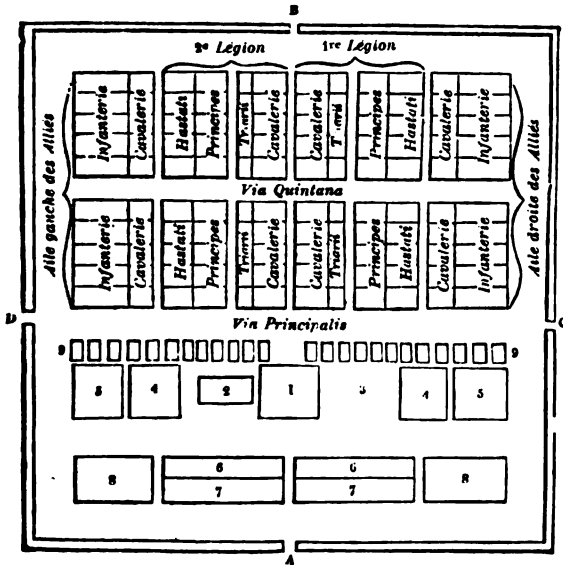 B
2e Légion 1re Légion
Aile gauche des Alliés
Infanterie Cavalerie Hastati Principes Triarii Cavalerie Cavalerie Principes Hastati Cavalerie Infanterie
Aile droite des Alliés
Via Quintana
Infanterie Cavalerie Hastati Principes Triarii Cavalerie Cavalerie Triarii Principes Hastati Cavalerie Infanterie
D Via Principalis C
9 9
5 4 2 1 3 4 5
8 6 6 8
7 7
A